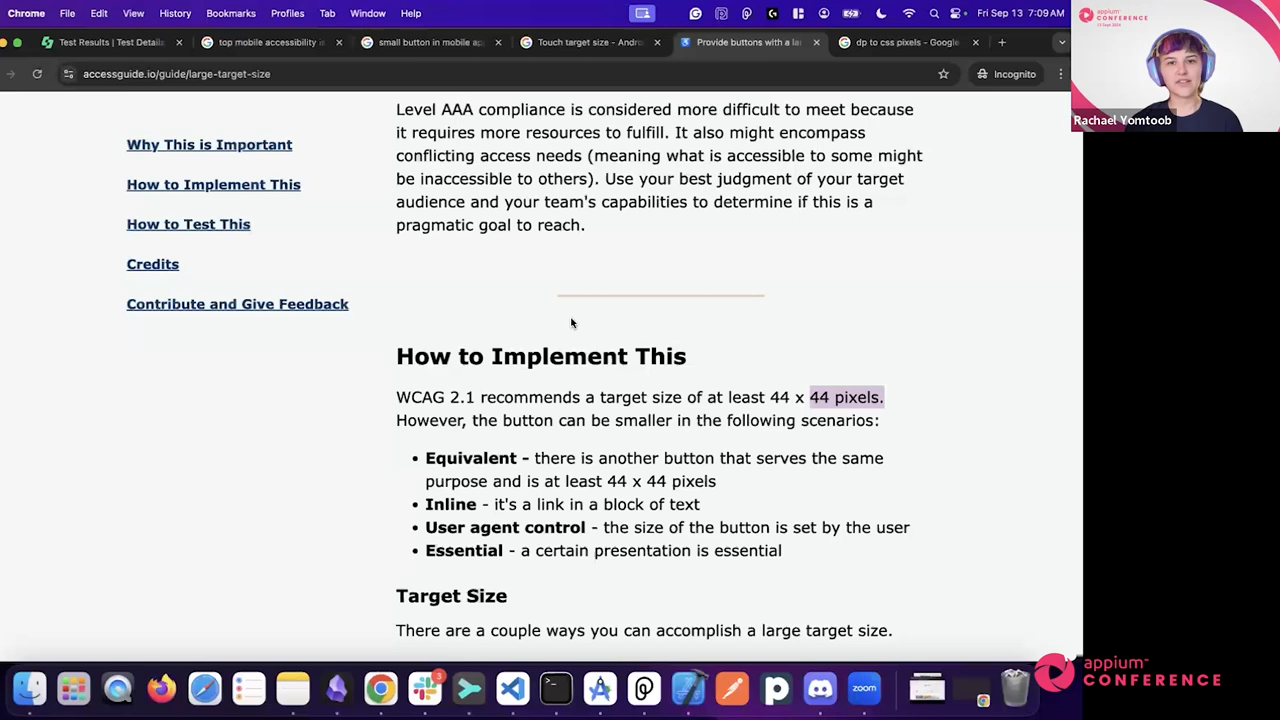 Chrome File Edit View History Bookmarks Profiles Tab Window Help Fri Sep 13 7:09 AM
Test Results | Test Details
top mobile accessibility is
small button in mobile ap
Touch target size - Andro
Provide buttons with a la
dp to css pixels - Google
accessguide.io/guide/large-target-size
Incognito
appium
CONFERENCE
Rachael Yomtoob
Why This is Important
How to Implement This
How to Test This
Credits
Contribute and Give Feedback
Level AAA compliance is considered more difficult to meet because
it requires more resources to fulfill. It also might encompass
conflicting access needs (meaning what is accessible to some might
be inaccessible to others). Use your best judgment of your target
audience and your team's capabilities to determine if this is a
pragmatic goal to reach.
How to Implement This
WCAG 2.1 recommends a target size of at least 44 x 44 pixels.
However, the button can be smaller in the following scenarios:
• Equivalent - there is another button that serves the same
purpose and is at least 44 x 44 pixels
• Inline - it's a link in a block of text
• User agent control - the size of the button is set by the user
• Essential - a certain presentation is essential
Target Size
There are a couple ways you can accomplish a large target size.
3
zoom
appium™
CONFERENCE